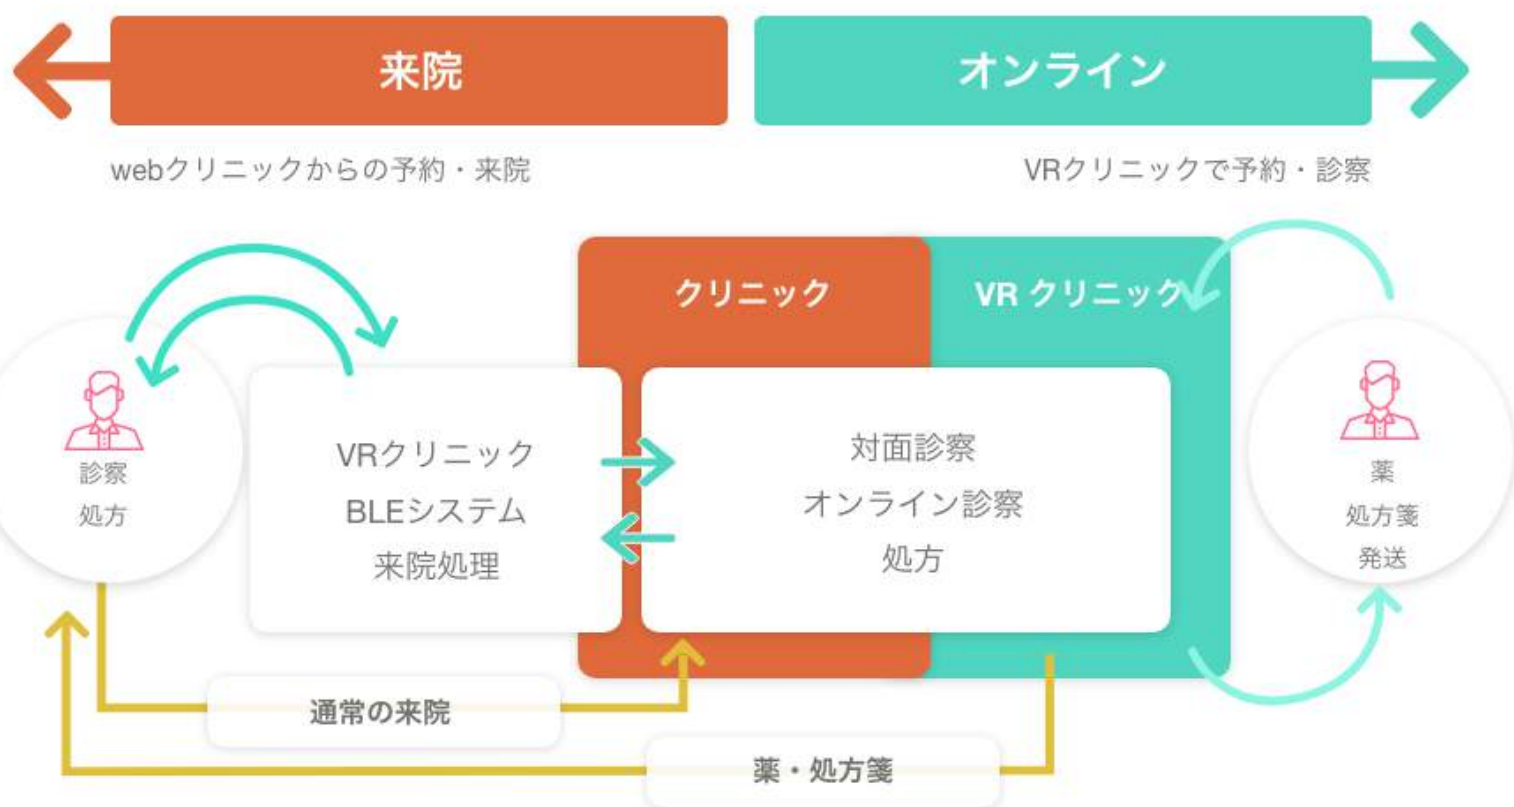 来院
オンライン
webクリニックからの予約・来院
VRクリニックで予約・診察
クリニック
VR クリニック
診察
処方
VRクリニック
BLEシステム
来院処理
対面診察
オンライン診察
処方
薬
処方箋
発送
通常の来院
薬・処方箋